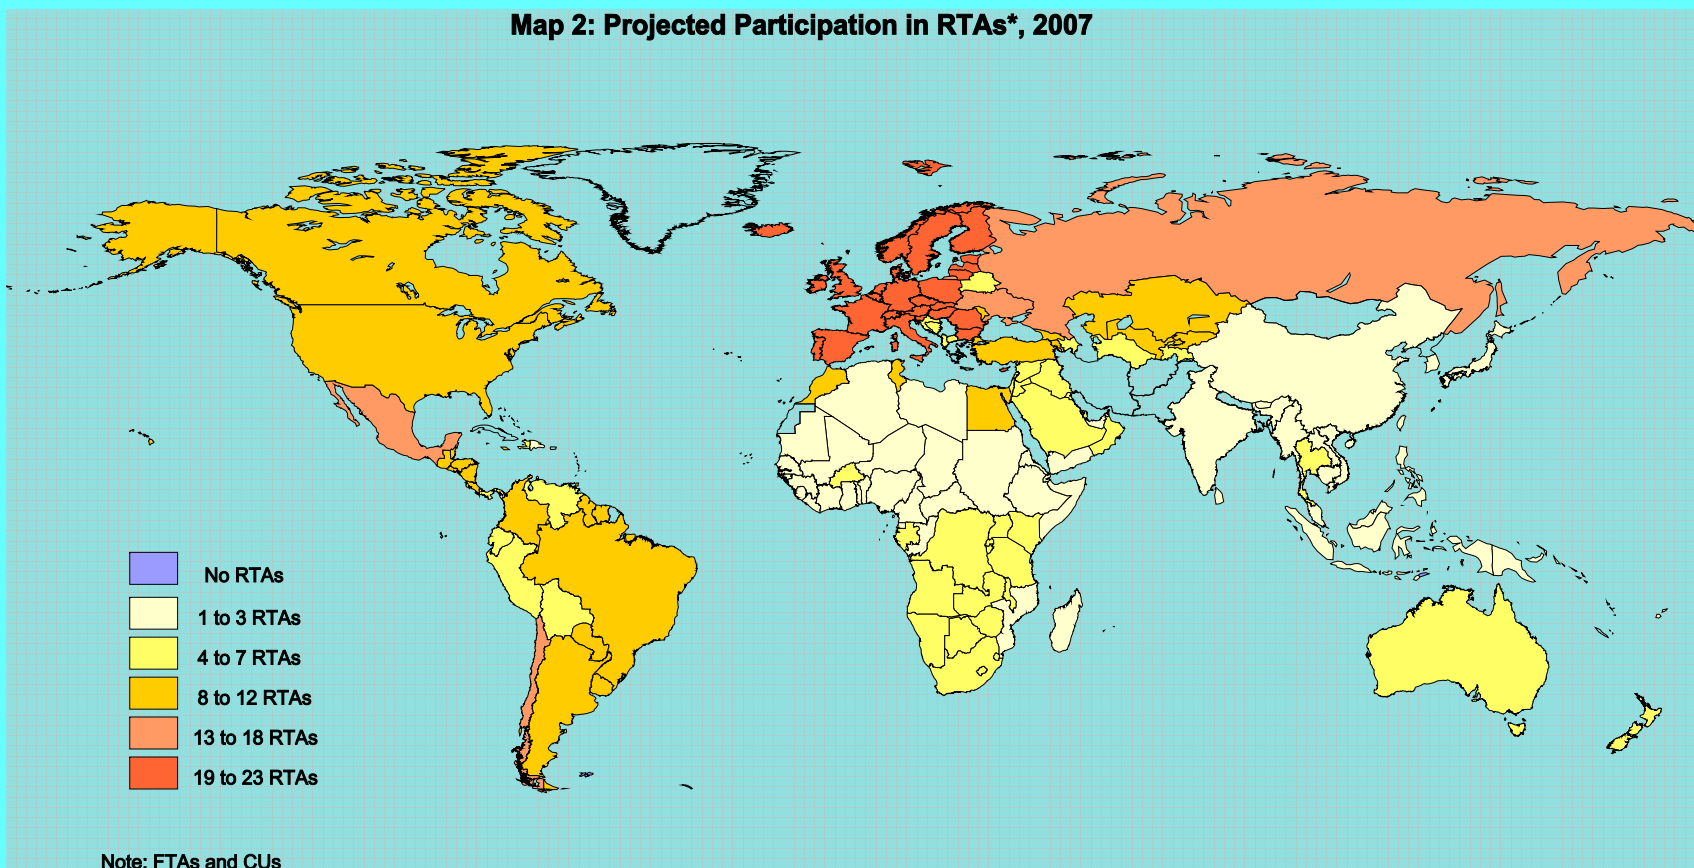 Map 2: Projected Participation in RTAs*, 2007
No RTAs
1 to 3 RTAs
4 to 7 RTAs
8 to 12 RTAs
13 to 18 RTAs
19 to 23 RTAs
Note: FTAs and CUs